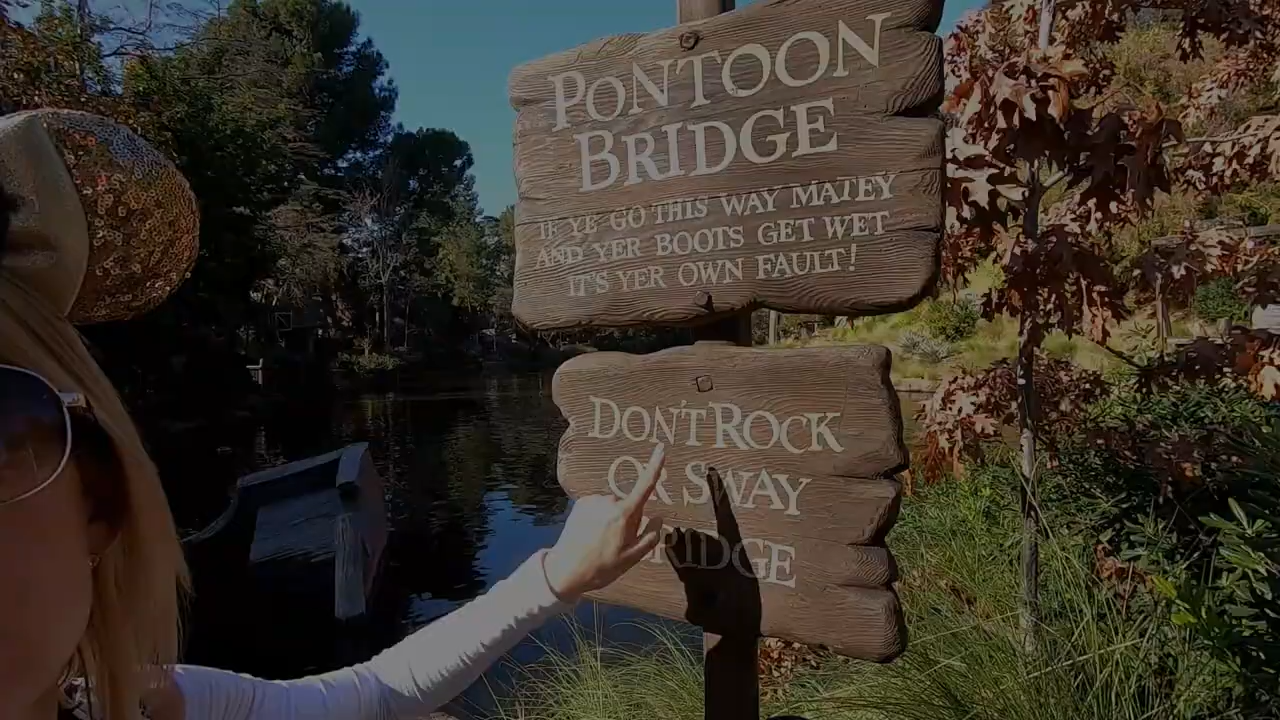 PONTOON
BRIDGE
IF YE GO THIS WAY MATEY
AND YER BOOTS GET WET
IT'S YER OWN FAULT!
DON'T ROCK
OR SWAY
BRIDGE